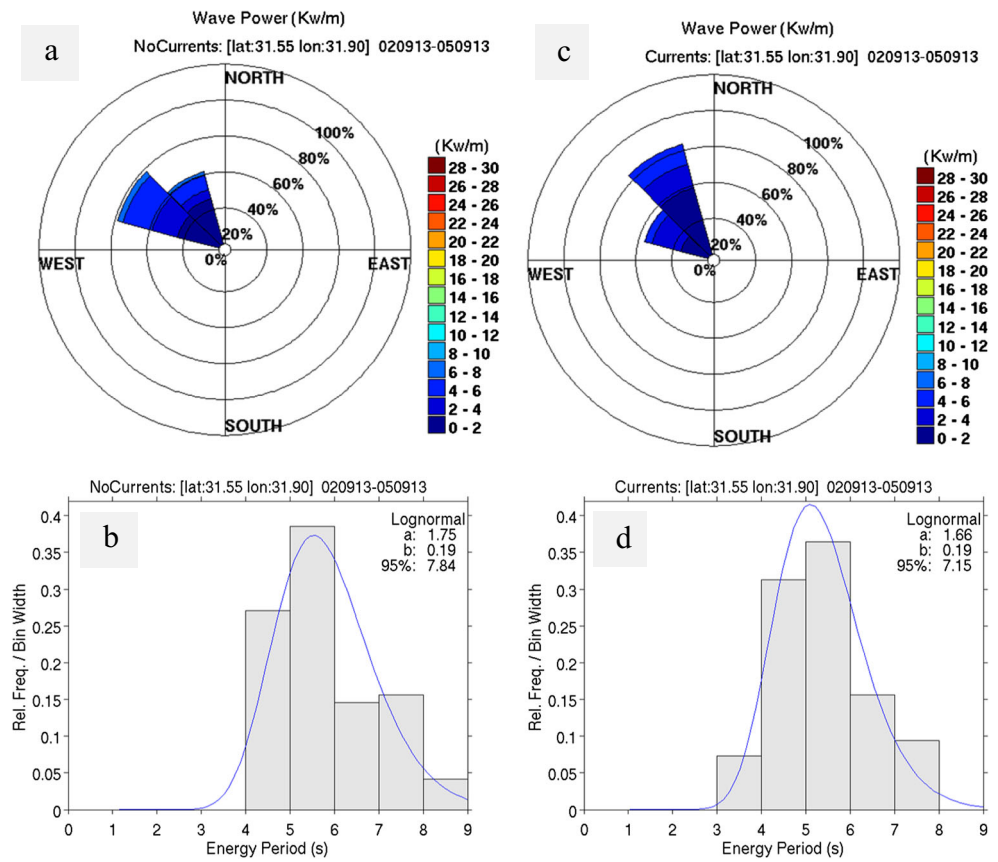 a
Wave Power (Kw/m)
NoCurrents: [lat:31.55 lon:31.90] 020913-050913
NORTH
100%
80%
60%
40%
20%
0%
WEST
EAST
SOUTH
(Kw/m)
28 - 30
26 - 28
24 - 26
22 - 24
20 - 22
18 - 20
16 - 18
14 - 16
12 - 14
10 - 12
8 - 10
6 - 8
4 - 6
2 - 4
0 - 2
c
Wave Power (Kw/m)
Currents: [lat:31.55 lon:31.90] 020913-050913
NORTH
100%
80%
60%
40%
20%
0%
WEST
EAST
SOUTH
(Kw/m)
28 - 30
26 - 28
24 - 26
22 - 24
20 - 22
18 - 20
16 - 18
14 - 16
12 - 14
10 - 12
8 - 10
6 - 8
4 - 6
2 - 4
0 - 2
NoCurrents: [lat:31.55 lon:31.90] 020913-050913
b
Lognormal
a: 1.75
b: 0.19
95%: 7.84
Rel. Freq. / Bin Width
0.4
0.35
0.3
0.25
0.2
0.15
0.1
0.05
0
0 1 2 3 4 5 6 7 8 9
Energy Period (s)
Currents: [lat:31.55 lon:31.90] 020913-050913
d
Lognormal
a: 1.66
b: 0.19
95%: 7.15
Rel. Freq. / Bin Width
0.4
0.35
0.3
0.25
0.2
0.15
0.1
0.05
0
0 1 2 3 4 5 6 7 8 9
Energy Period (s)